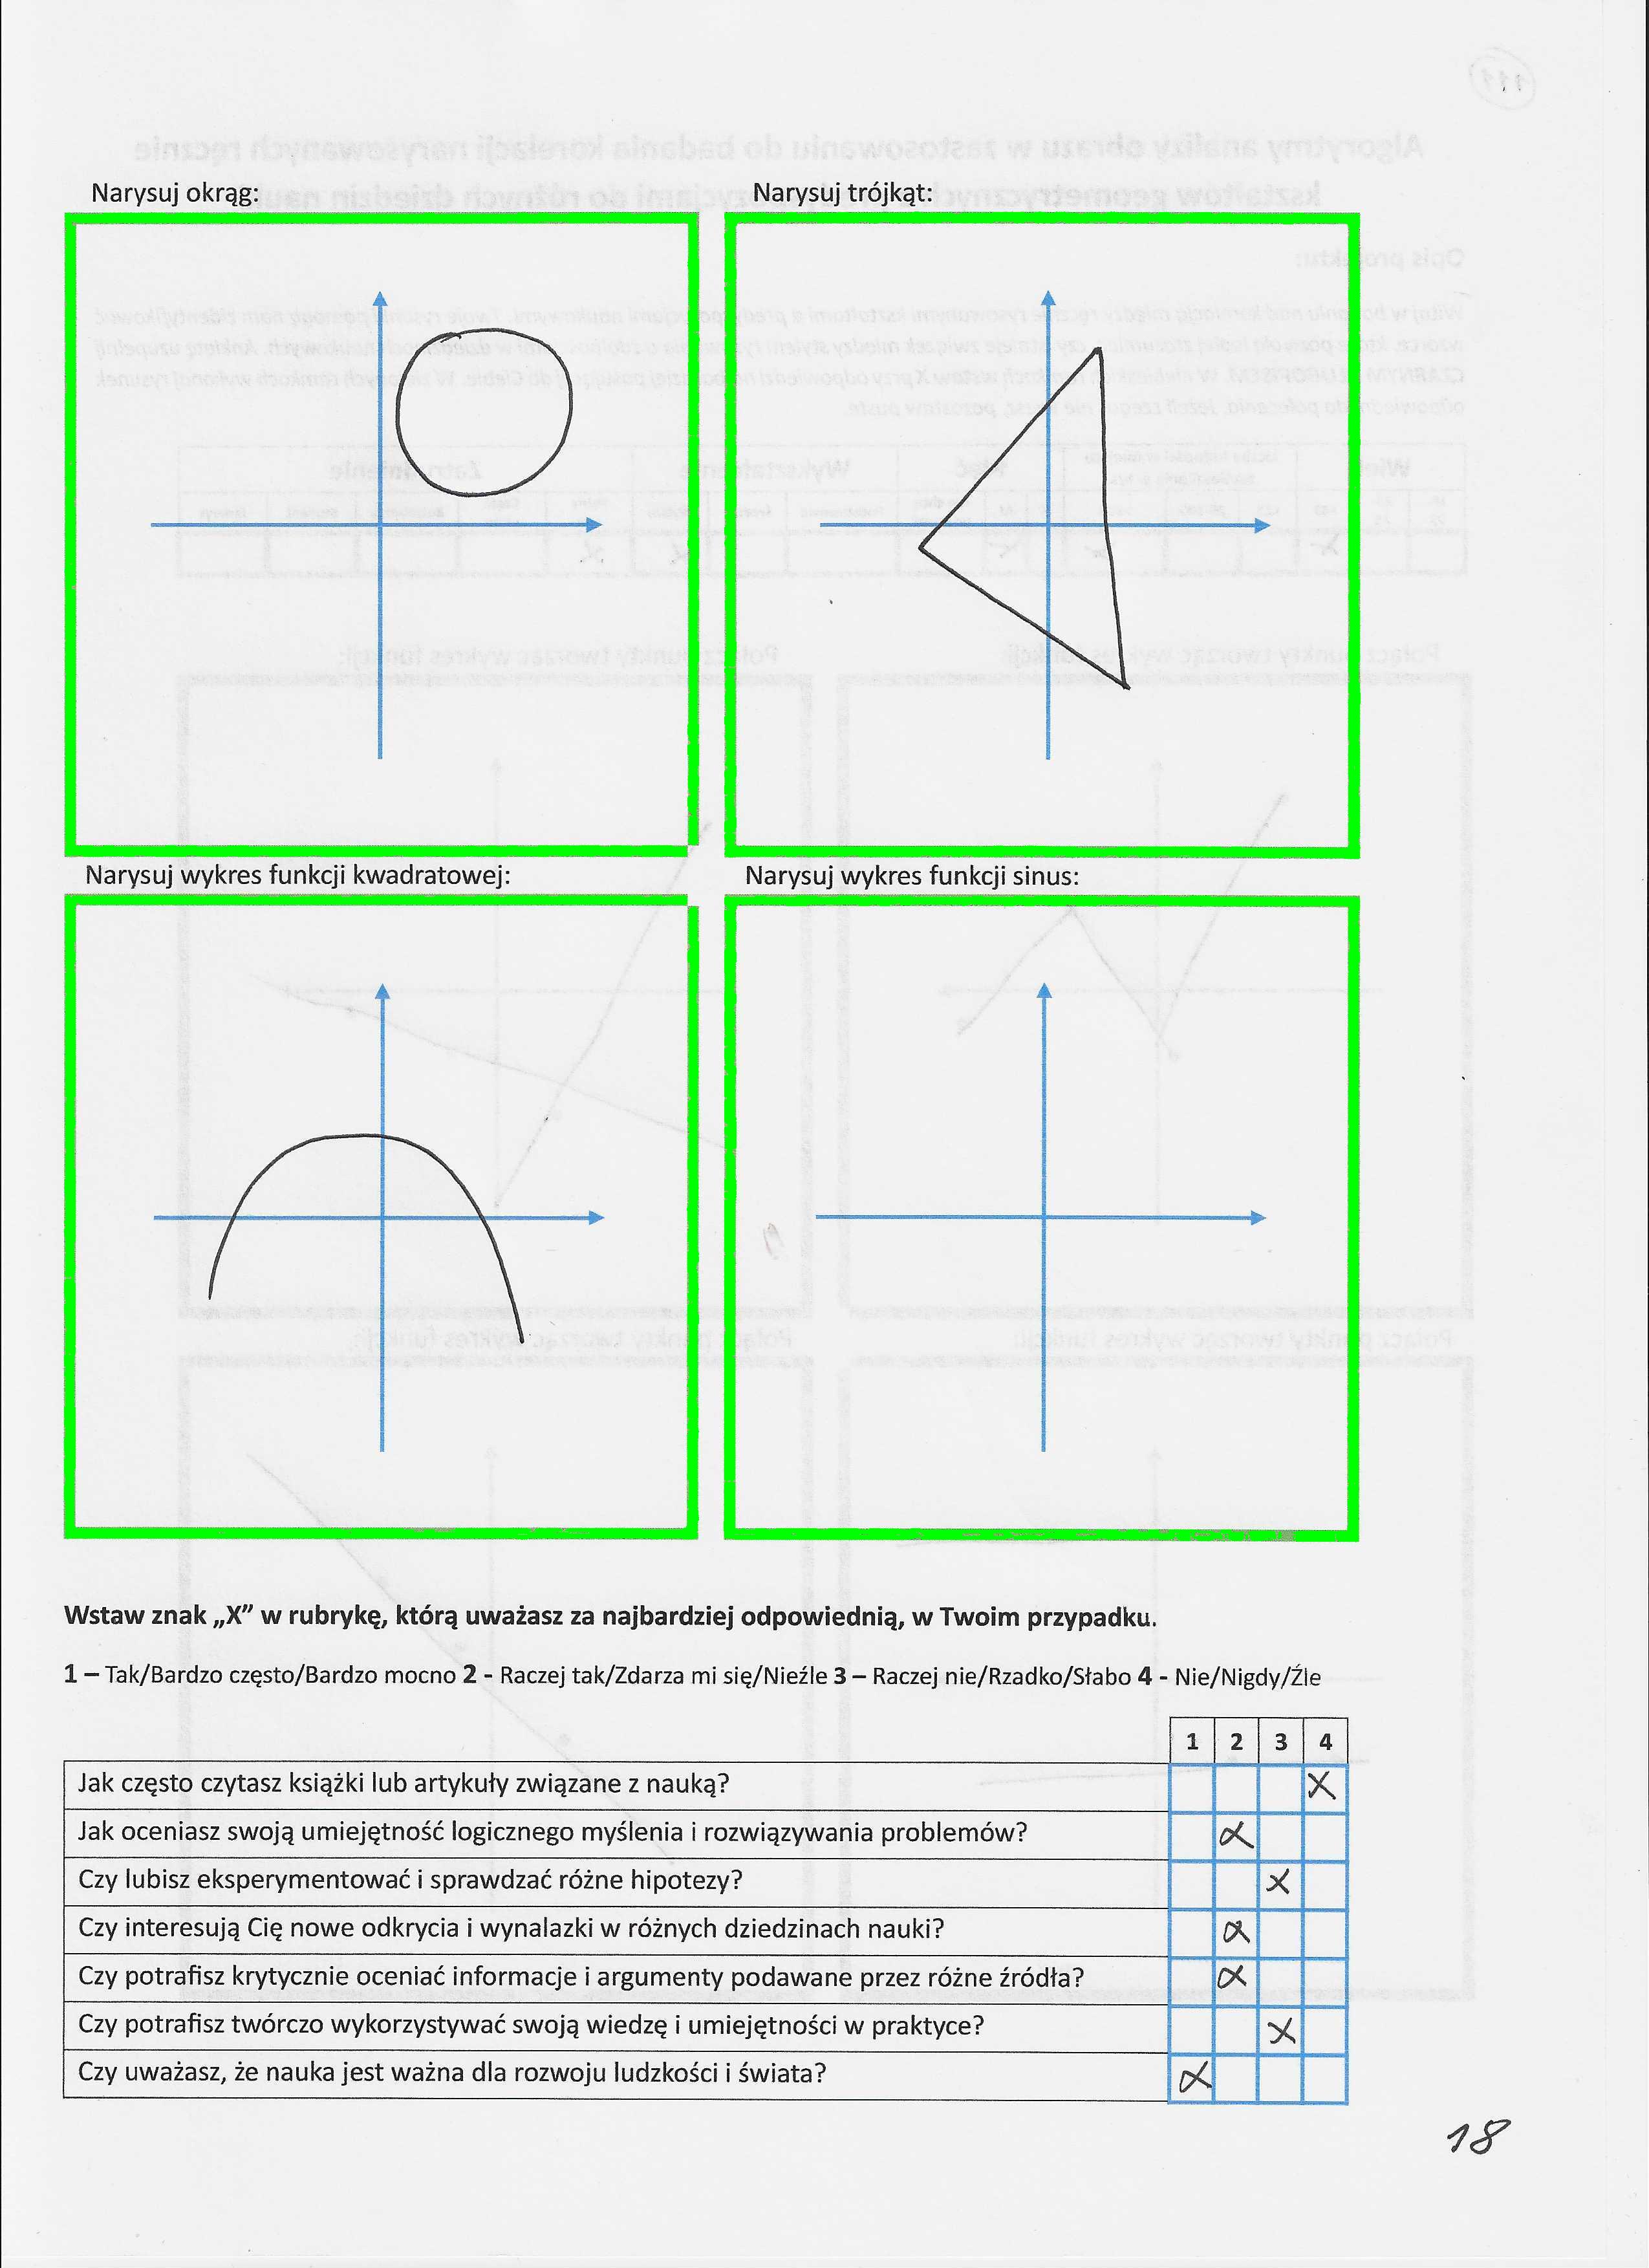 Narysuj okrąg:
Narysuj trójkąt:
Narysuj wykres funkcji kwadratowej:
Narysuj wykres funkcji sinus:
Wstaw znak „X” w rubrykę, którą uważasz za najbardziej odpowiednią, w Twoim przypadku.
1 – Tak/Bardzo często/Bardzo mocno 2 - Raczej tak/Zdarza mi się/Nieźle 3 – Raczej nie/Rzadko/Słabo 4 - Nie/Nigdy/Źle
1 2 3 4
Jak często czytasz książki lub artykuły związane z nauką? X
Jak oceniasz swoją umiejętność logicznego myślenia i rozwiązywania problemów? X
Czy lubisz eksperymentować i sprawdzać różne hipotezy? X
Czy interesują Cię nowe odkrycia i wynalazki w różnych dziedzinach nauki? X
Czy potrafisz krytycznie oceniać informacje i argumenty podawane przez różne źródła? X
Czy potrafisz twórczo wykorzystywać swoją wiedzę i umiejętności w praktyce? X
Czy uważasz, że nauka jest ważna dla rozwoju ludzkości i świata? X
18